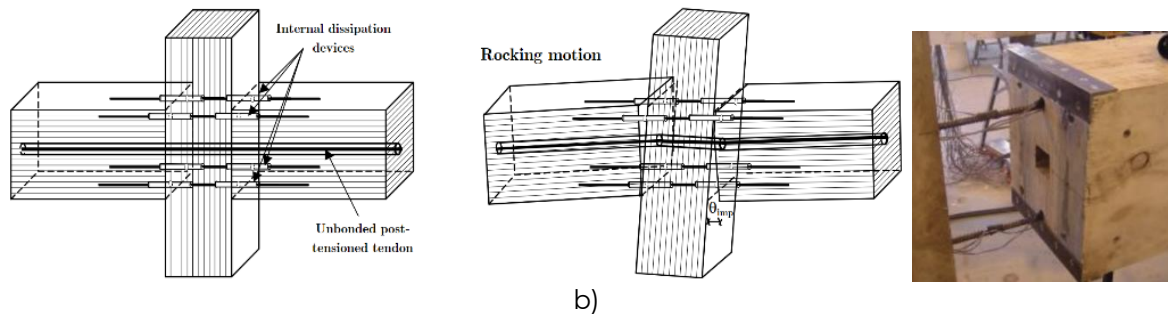 Internal dissipation
devices
Unbonded post-
tensioned tendon
Rocking motion
θimp
b)